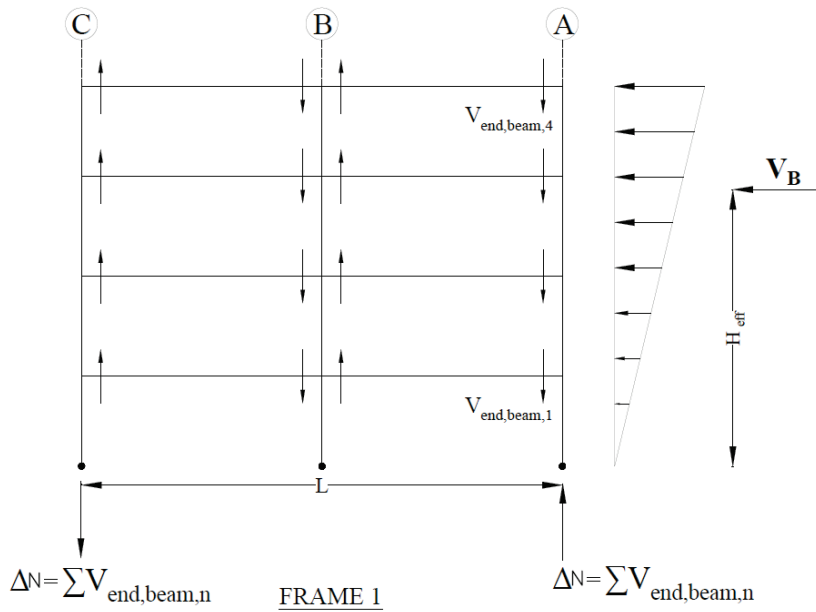 C B A
V_end,beam,4
V_B
H_eff
V_end,beam,1
L
ΔN=∑V_end,beam,n
FRAME 1
ΔN=∑V_end,beam,n